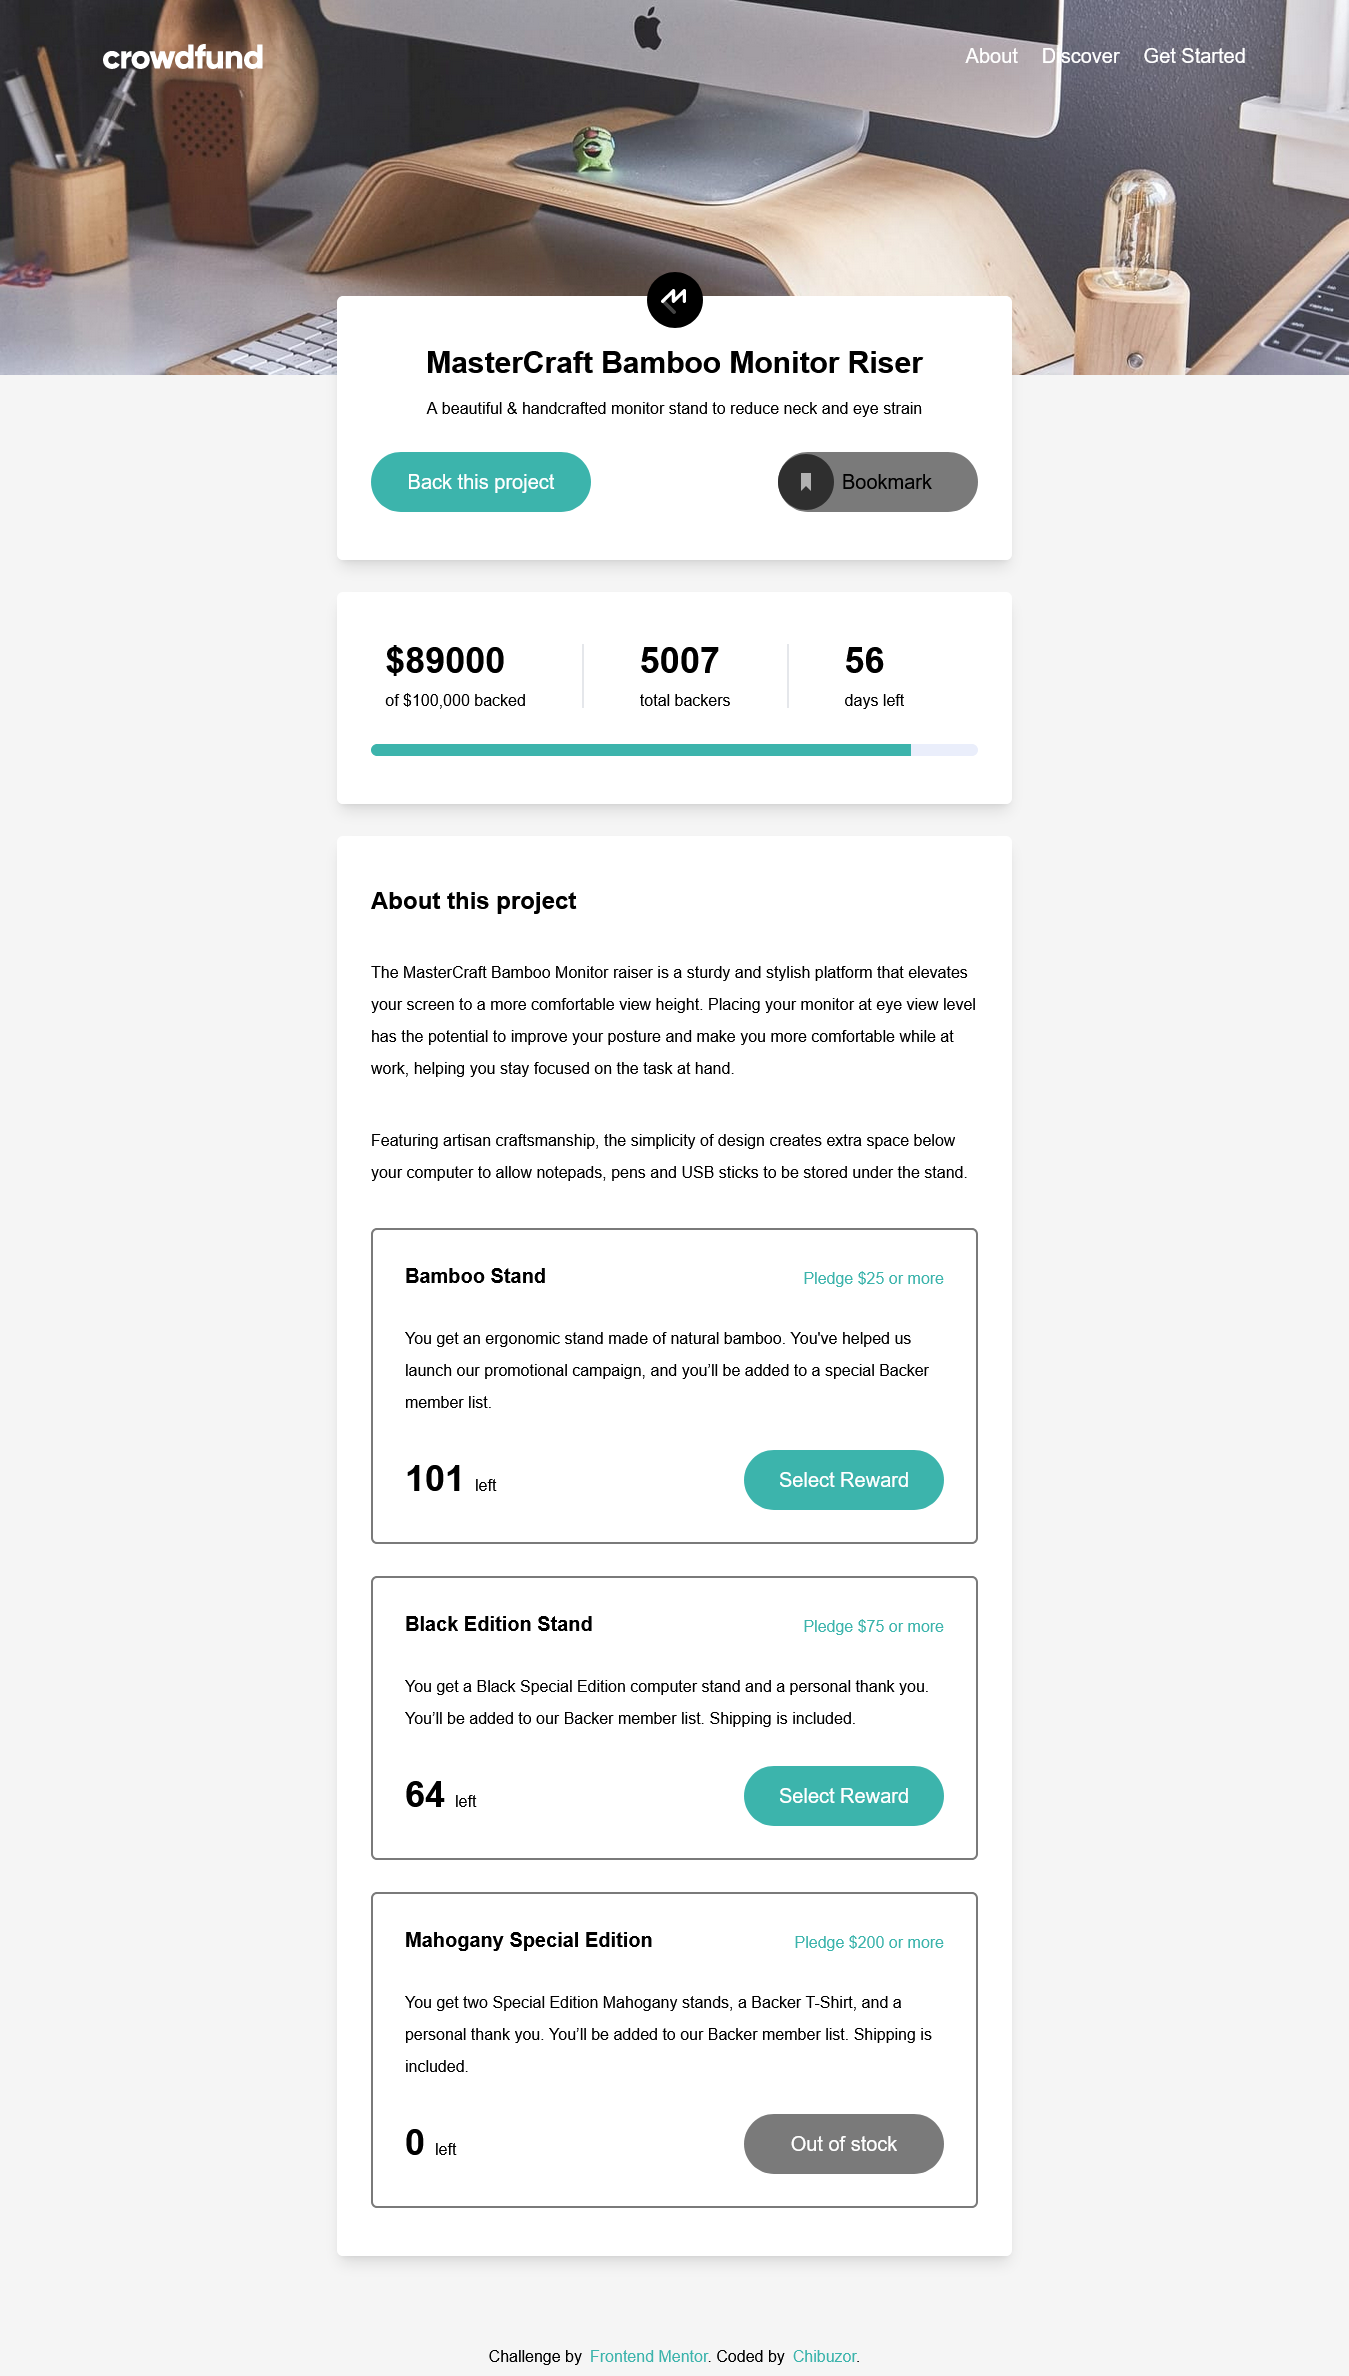 crowdfund
About Discover Get Started
MasterCraft Bamboo Monitor Riser
A beautiful & handcrafted monitor stand to reduce neck and eye strain
Back this project
Bookmark
$89000
of $100,000 backed
5007
total backers
56
days left
About this project
The MasterCraft Bamboo Monitor raiser is a sturdy and stylish platform that elevates
your screen to a more comfortable view height. Placing your monitor at eye view level
has the potential to improve your posture and make you more comfortable while at
work, helping you stay focused on the task at hand.
Featuring artisan craftsmanship, the simplicity of design creates extra space below
your computer to allow notepads, pens and USB sticks to be stored under the stand.
Bamboo Stand
Pledge $25 or more
You get an ergonomic stand made of natural bamboo. You've helped us
launch our promotional campaign, and you’ll be added to a special Backer
member list.
101 left
Select Reward
Black Edition Stand
Pledge $75 or more
You get a Black Special Edition computer stand and a personal thank you.
You’ll be added to our Backer member list. Shipping is included.
64 left
Select Reward
Mahogany Special Edition
Pledge $200 or more
You get two Special Edition Mahogany stands, a Backer T-Shirt, and a
personal thank you. You’ll be added to our Backer member list. Shipping is
included.
0 left
Out of stock
Challenge by Frontend Mentor. Coded by Chibuzor.